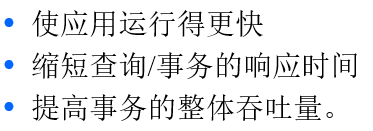 • 使应用运行得更快
• 缩短查询/事务的响应时间
• 提高事务的整体吞吐量。